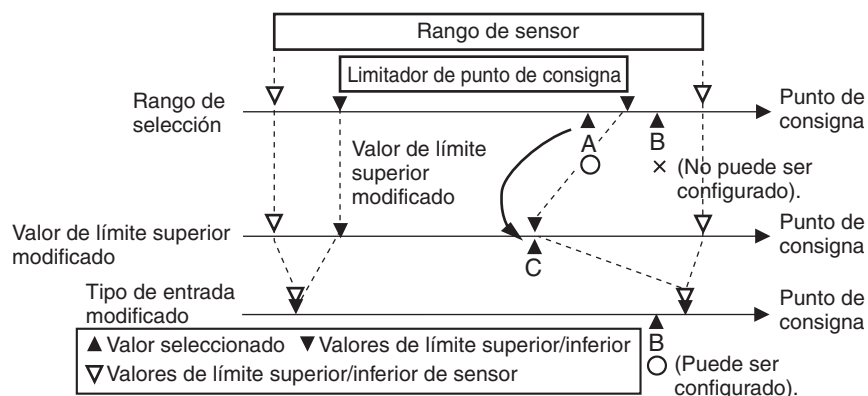 Rango de sensor
Limitador de punto de consigna
Rango de
selección
Punto de
consigna
A
B
(No puede ser
configurado).
Valor de límite
superior
modificado
Valor de límite superior
modificado
Punto de
consigna
C
Tipo de entrada
modificado
Punto de
consigna
B
(Puede ser
configurado).
▲ Valor seleccionado ▼ Valores de límite superior/inferior
▽ Valores de límite superior/inferior de sensor